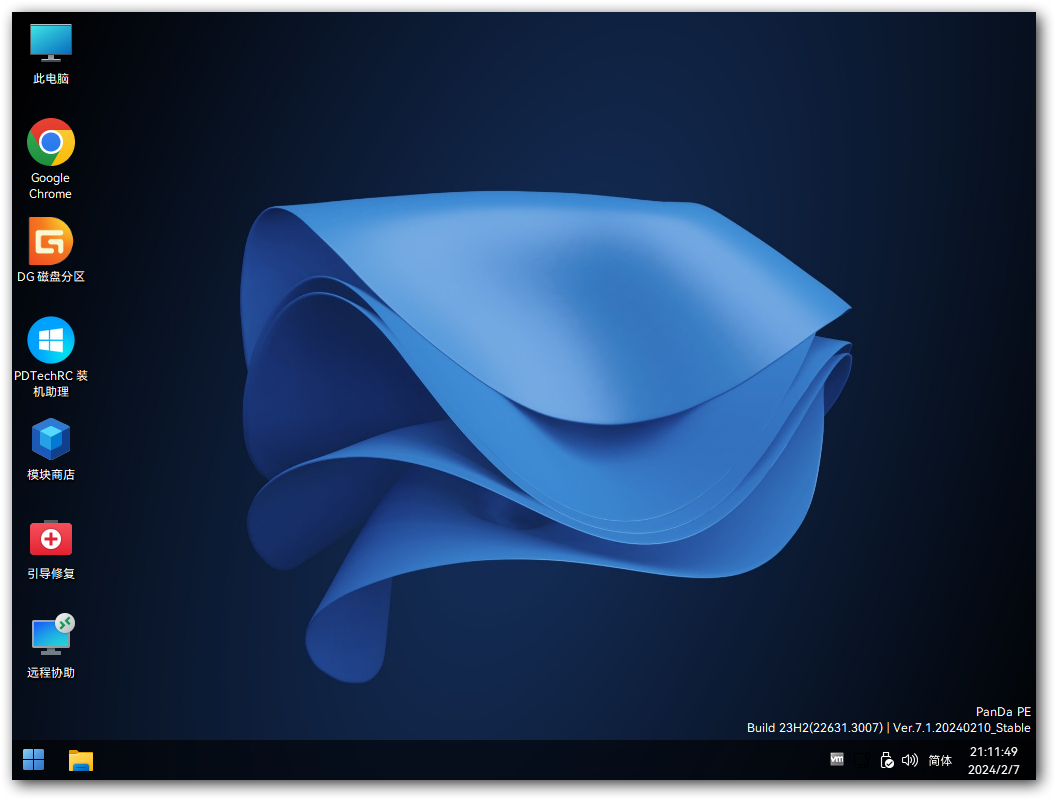 此电脑
Google
Chrome
DG 磁盘分区
PDTechRC 装
机助理
模块商店
引导修复
远程协助
PanDa PE
Build 23H2(22631.3007) | Ver.7.1.20240210_Stable
vm
简体
21:11:49
2024/2/7